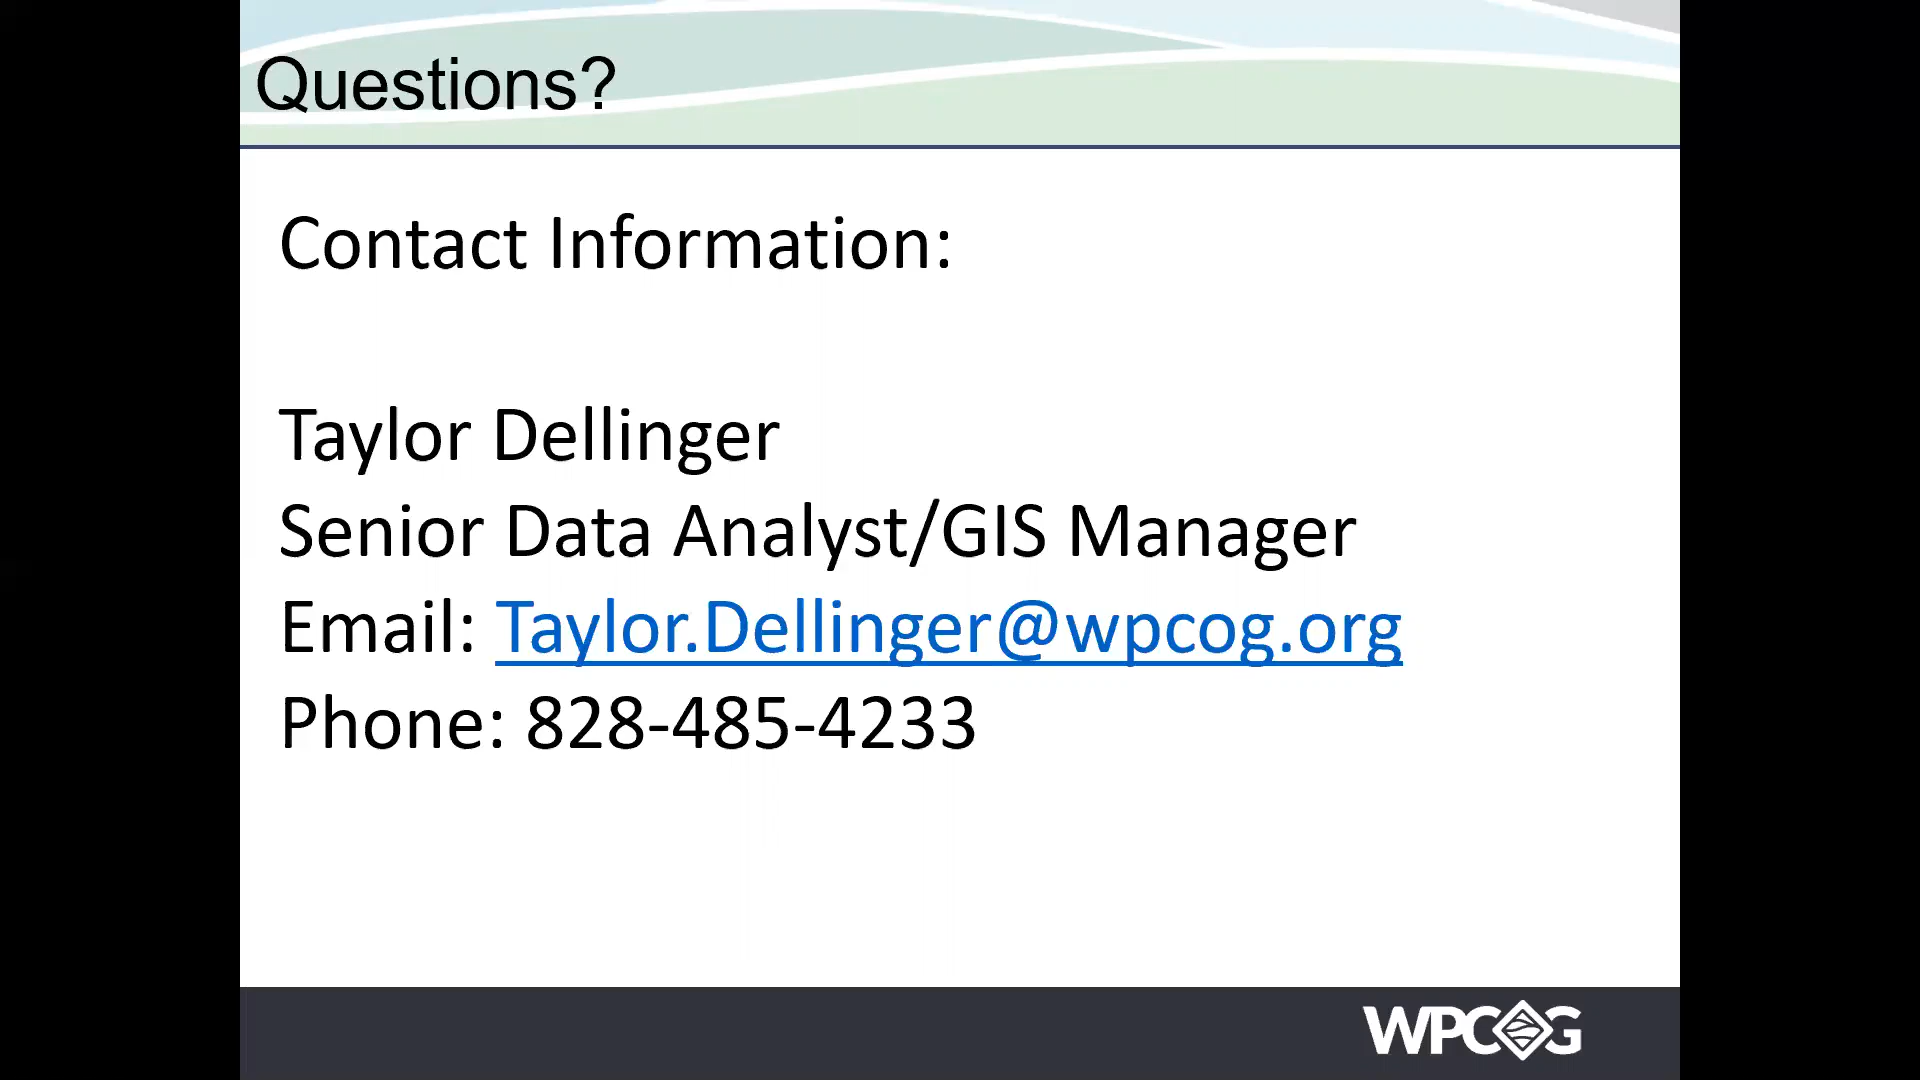 Questions?
Contact Information:
Taylor Dellinger
Senior Data Analyst/GIS Manager
Email: Taylor.Dellinger@wpcog.org
Phone: 828-485-4233
WPCOG